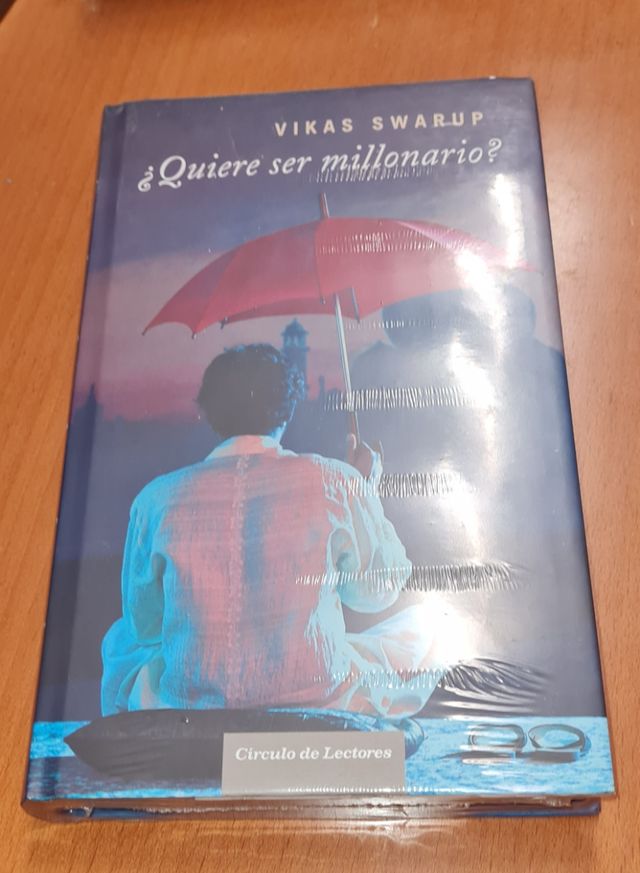 VIKAS SWARUP
¿Quiere ser millonario?
Círculo de Lectores